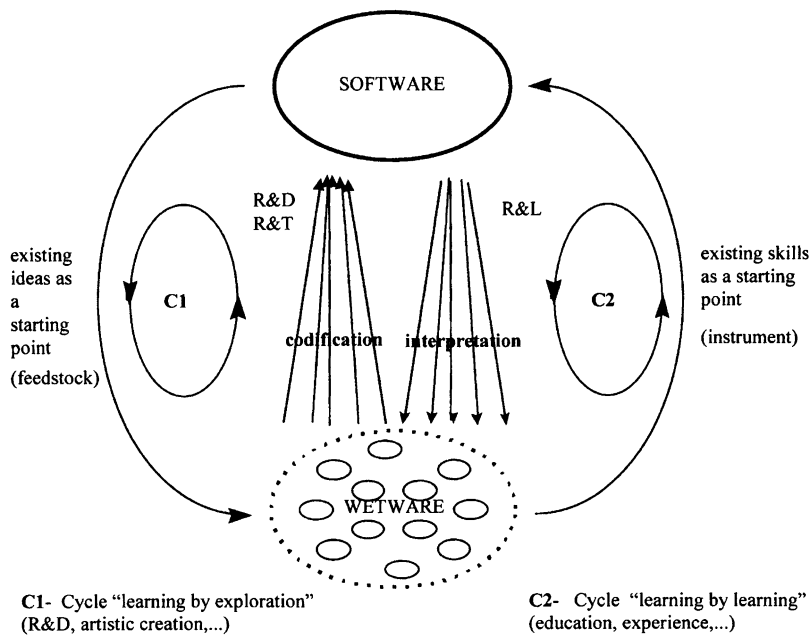 SOFTWARE
R&D
R&T
R&L
existing
ideas as
a
starting
point
(feedstock)
C1
codification
interpretation
C2
existing skills
as a starting
point
(instrument)
WETWARE
C1- Cycle “learning by exploration”
(R&D, artistic creation,...)
C2- Cycle “learning by learning”
(education, experience,...)